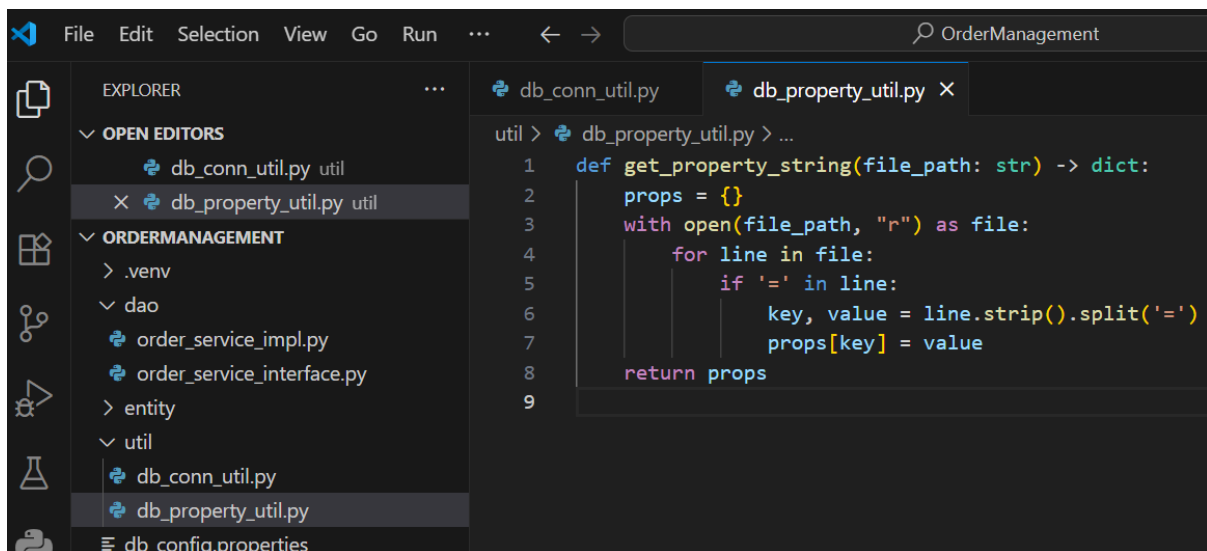 File Edit Selection View Go Run ... OrderManagement
EXPLORER ...
OPEN EDITORS
db_conn_util.py util
db_property_util.py util
ORDERMANAGEMENT
.venv
dao
order_service_impl.py
order_service_interface.py
entity
util
db_conn_util.py
db_property_util.py
db_config.properties
db_conn_util.py db_property_util.py
util > db_property_util.py > ...
1 def get_property_string(file_path: str) -> dict:
2     props = {}
3     with open(file_path, "r") as file:
4         for line in file:
5             if '=' in line:
6                 key, value = line.strip().split('=')
7                 props[key] = value
8     return props
9